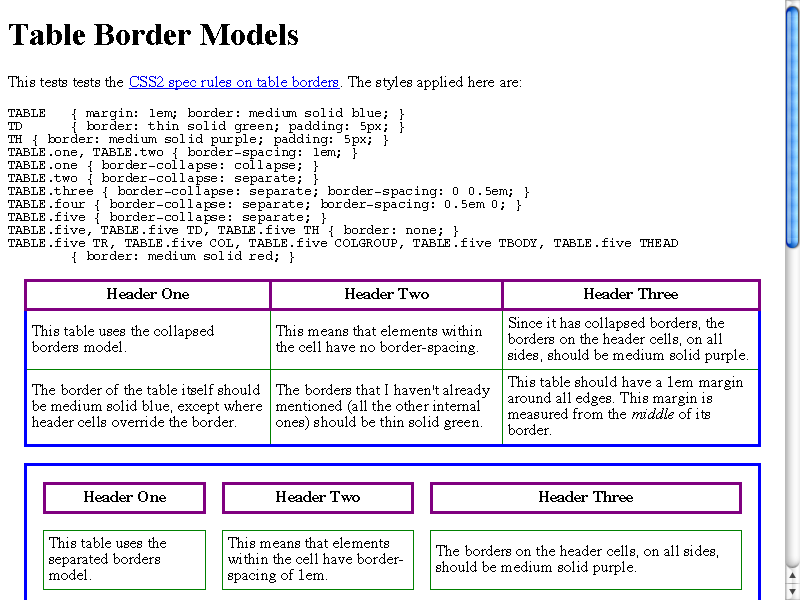 Table Border Models
This tests tests the CSS2 spec rules on table borders. The styles applied here are:
TABLE   { margin: 1em; border: medium solid blue; }
TD      { border: thin solid green; padding: 5px; }
TH { border: medium solid purple; padding: 5px; }
TABLE.one, TABLE.two { border-spacing: 1em; }
TABLE.one { border-collapse: collapse; }
TABLE.two { border-collapse: separate; }
TABLE.three { border-collapse: separate; border-spacing: 0 0.5em; }
TABLE.four { border-collapse: separate; border-spacing: 0.5em 0; }
TABLE.five { border-collapse: separate; }
TABLE.five, TABLE.five TD, TABLE.five TH { border: none; }
TABLE.five TR, TABLE.five COL, TABLE.five COLGROUP, TABLE.five TBODY, TABLE.five THEAD
        { border: medium solid red; }
Header One
Header Two
Header Three
This table uses the collapsed
borders model.
This means that elements within
the cell have no border-spacing.
Since it has collapsed borders, the
borders on the header cells, on all
sides, should be medium solid purple.
The border of the table itself should
be medium solid blue, except where
header cells override the border.
The borders that I haven't already
mentioned (all the other internal
ones) should be thin solid green.
This table should have a 1em margin
around all edges. This margin is
measured from the middle of its
border.
Header One
Header Two
Header Three
This table uses the
separated borders
model.
This means that elements
within the cell have border-
spacing of 1em.
The borders on the header cells, on all sides,
should be medium solid purple.